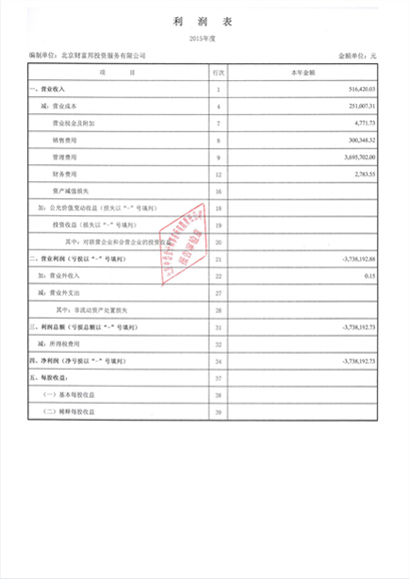 利 润 表
2015年度
编制单位：北京财富邦投资服务有限公司 金额单位：元
项 目 行次 本年金额
一、营业收入 1 516,420.03
减：营业成本 4 251,007.31
营业税金及附加 7 4,771.73
销售费用 8 300,348.32
管理费用 9 3,695,702.00
财务费用 12 2,783.55
资产减值损失 16
加：公允价值变动收益（损失以“-”号填列） 18
投资收益（损失以“-”号填列） 19
其中：对联营企业和合营企业的投资收益 20
二、营业利润（亏损以“-”号填列） 21 -3,738,192.88
加：营业外收入 22 0.15
减：营业外支出 27
其中：非流动资产处置损失 28
三、利润总额（亏损总额以“-”号填列） 31 -3,738,192.73
减：所得税费用 32
四、净利润（净亏损以“-”号填列） 34 -3,738,192.73
五、每股收益： 37
（一）基本每股收益 38
（二）稀释每股收益 39